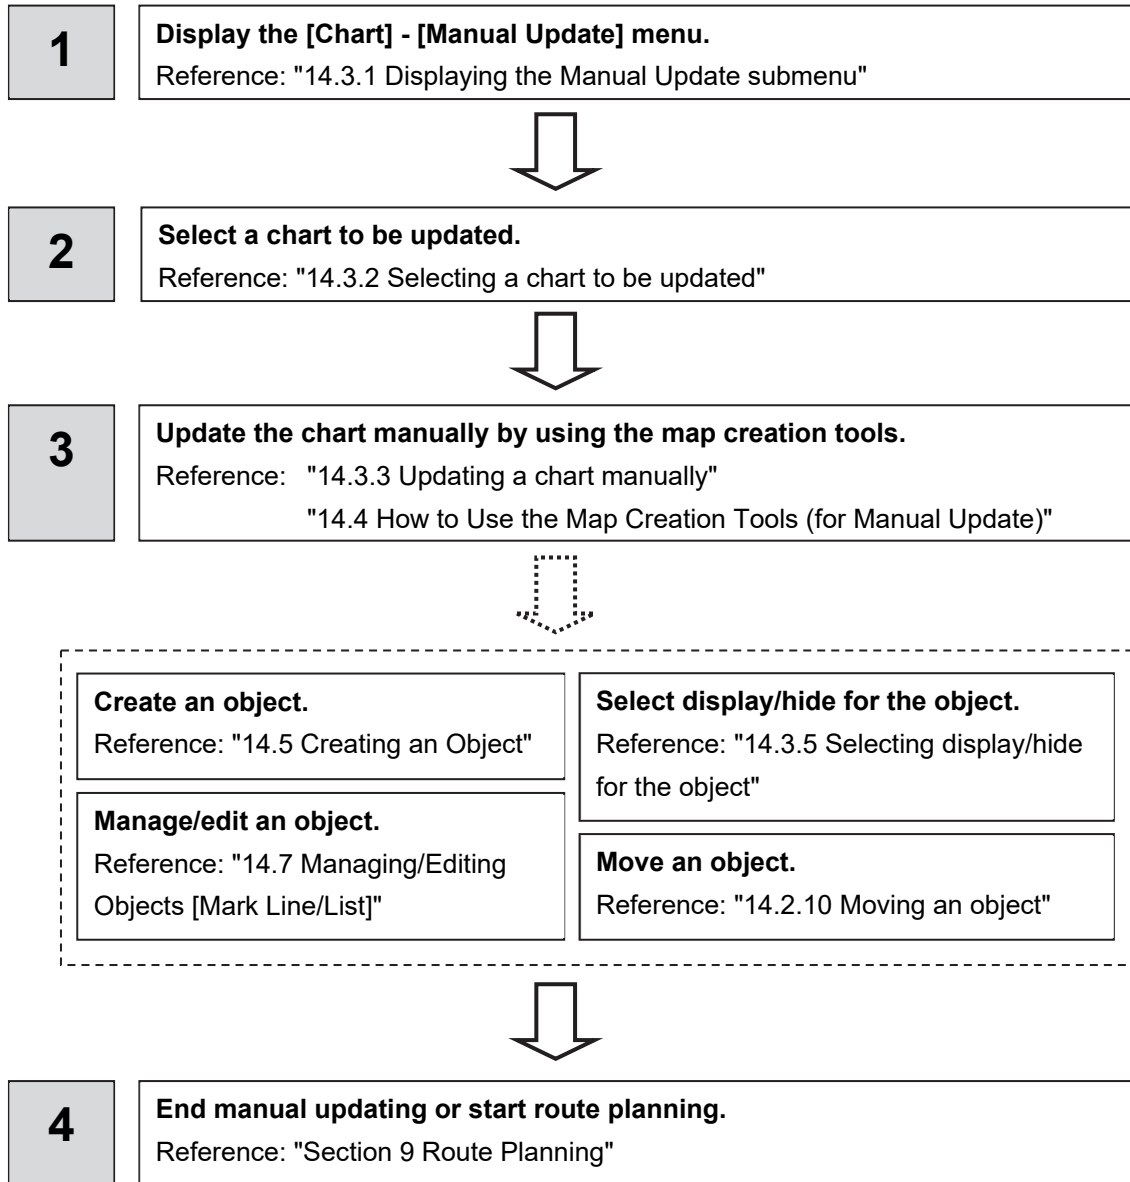 1
Display the [Chart] - [Manual Update] menu.
Reference: "14.3.1 Displaying the Manual Update submenu"
2
Select a chart to be updated.
Reference: "14.3.2 Selecting a chart to be updated"
3
Update the chart manually by using the map creation tools.
Reference: "14.3.3 Updating a chart manually"
"14.4 How to Use the Map Creation Tools (for Manual Update)"
Create an object.
Reference: "14.5 Creating an Object"
Manage/edit an object.
Reference: "14.7 Managing/Editing
Objects [Mark Line/List]"
Select display/hide for the object.
Reference: "14.3.5 Selecting display/hide
for the object"
Move an object.
Reference: "14.2.10 Moving an object"
4
End manual updating or start route planning.
Reference: "Section 9 Route Planning"